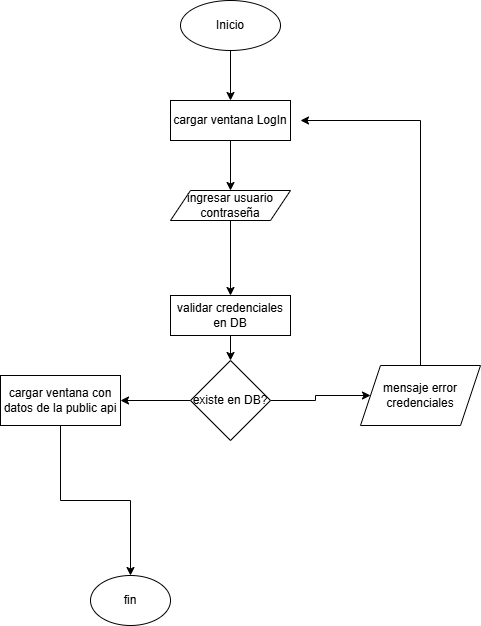 Inicio
cargar ventana LogIn
ingresar usuario
contraseña
validar credenciales
en DB
existe en DB?
cargar ventana con
datos de la public api
mensaje error
credenciales
fin